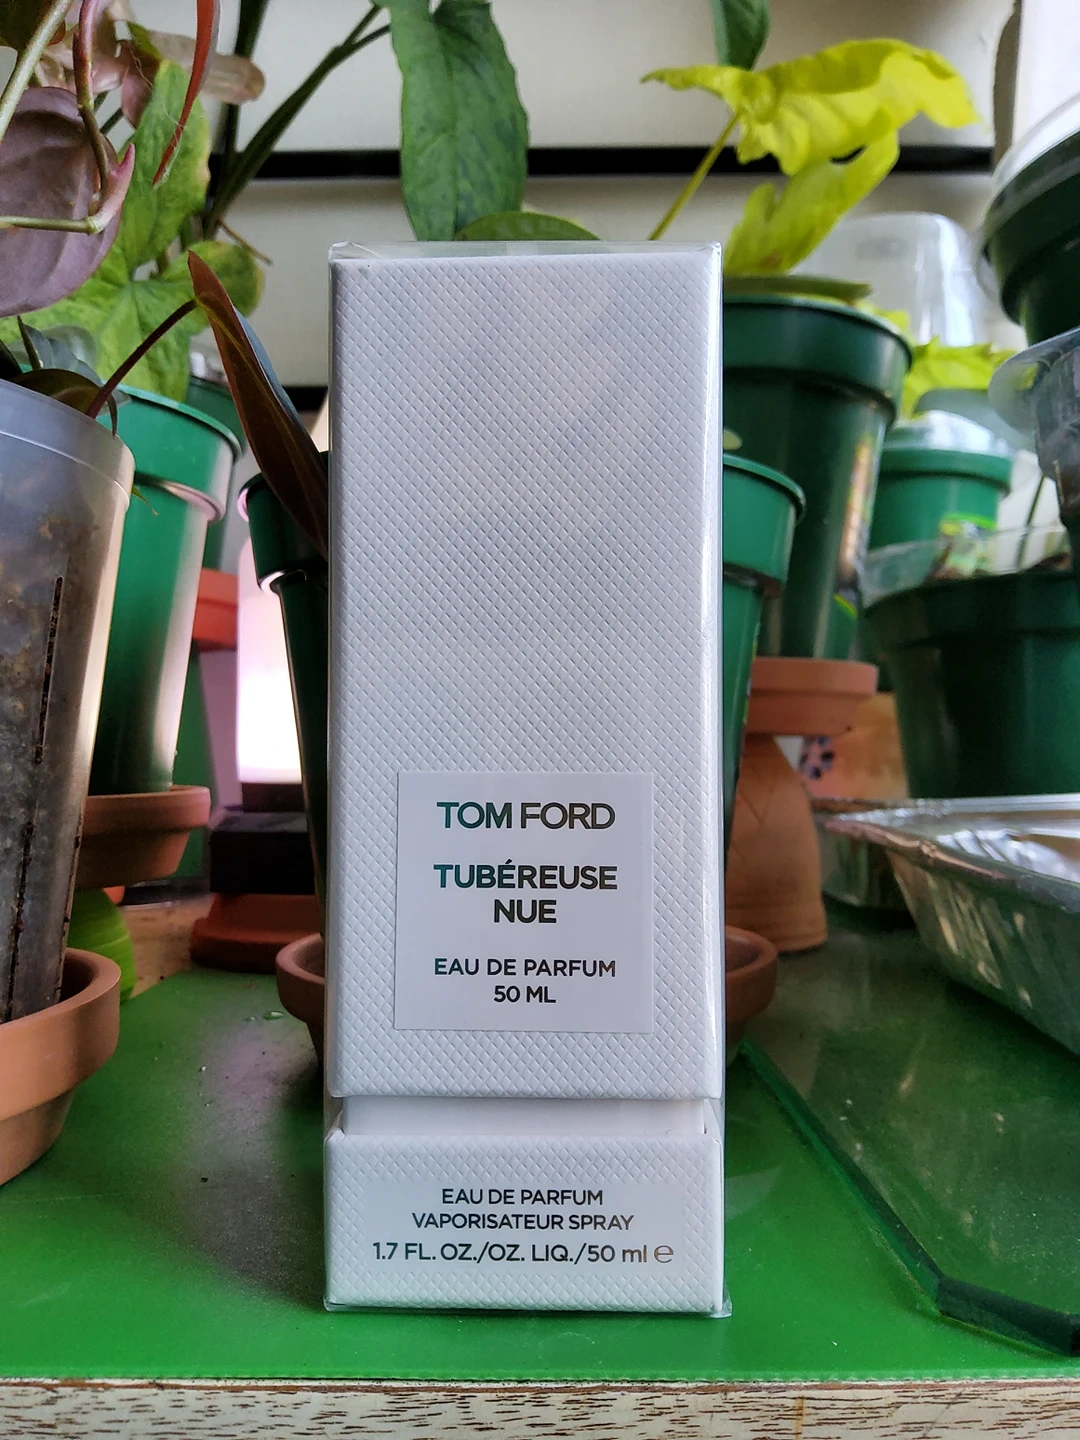 TOM FORD
TUBÉREUSE
NUE
EAU DE PARFUM
50 ML
EAU DE PARFUM
VAPORISATEUR SPRAY
1.7 FL. OZ./OZ. LIQ./50 ml ℮